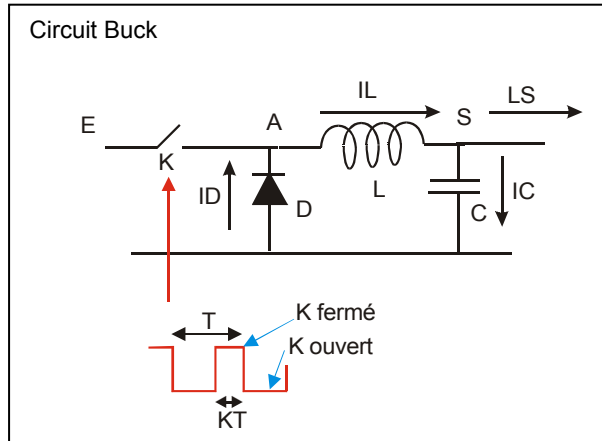 Circuit Buck
IL
LS
E
A
S
K
ID
D
L
C
IC
T
K fermé
K ouvert
KT